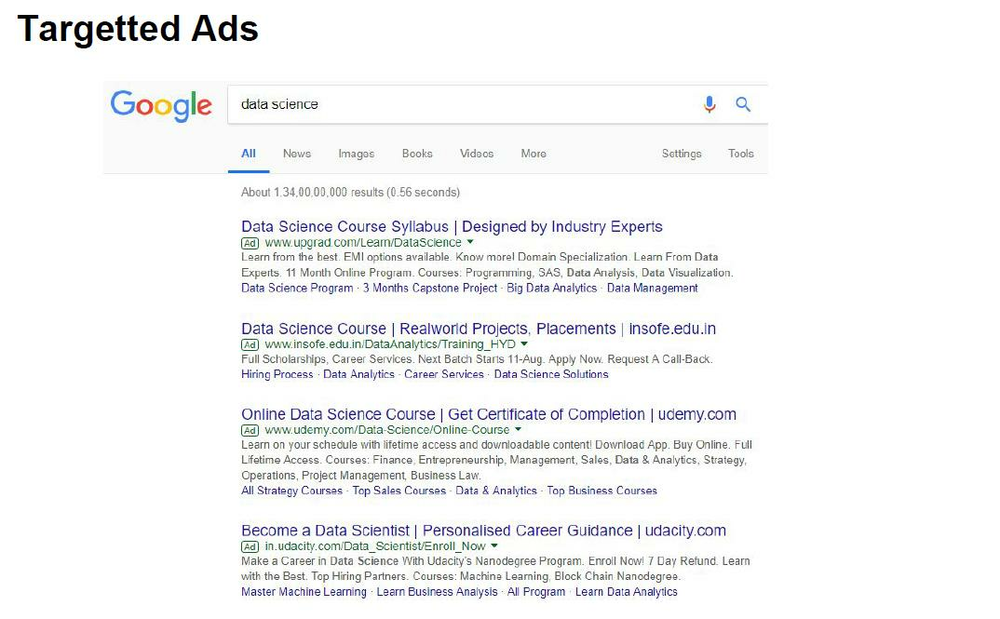 Targetted Ads
Google
data science
All News Images Books Videos More Settings Tools
About 1,34,00,00,000 results (0.56 seconds)
Data Science Course Syllabus | Designed by Industry Experts
Ad www.upgrad.com/Learn/DataScience
Learn from the best. EMI options available. Know more! Domain Specialization. Learn From Data
Experts. 11 Month Online Program. Courses: Programming, SAS, Data Analysis, Data Visualization.
Data Science Program · 3 Months Capstone Project · Big Data Analytics · Data Management
Data Science Course | Realworld Projects, Placements | insofe.edu.in
Ad www.insofe.edu.in/DataAnalytics/Training_HYD
Full Scholarships, Career Services. Next Batch Starts 11-Aug. Apply Now. Request A Call-Back.
Hiring Process · Data Analytics · Career Services · Data Science Solutions
Online Data Science Course | Get Certificate of Completion | udemy.com
Ad www.udemy.com/Data-Science/Online-Course
Learn on your schedule with lifetime access and downloadable content! Download App. Buy Online. Full
Lifetime Access. Courses: Finance, Entrepreneurship, Management, Sales, Data & Analytics, Strategy,
Operations, Project Management, Business Law.
All Strategy Courses · Top Sales Courses · Data & Analytics · Top Business Courses
Become a Data Scientist | Personalised Career Guidance | udacity.com
Ad in.udacity.com/Data_Scientist/Enroll_Now
Make a Career in Data Science With Udacity's Nanodegree Program. Enroll Now! 7 Day Refund. Learn
with the Best. Top Hiring Partners. Courses: Machine Learning, Block Chain Nanodegree.
Master Machine Learning · Learn Business Analysis · All Program · Learn Data Analytics